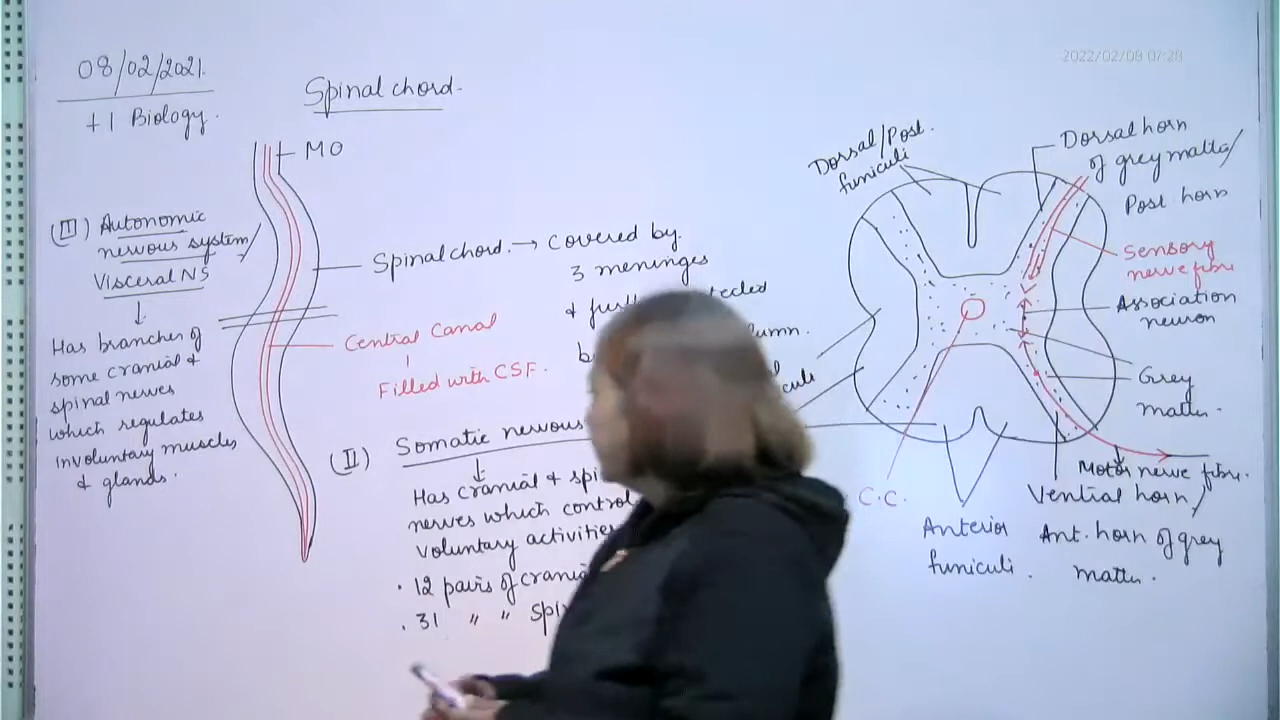 2022/02/08 07:28
08/02/2021.
+1 Biology.
Spinal chord.
MO
(III) Autonomic
nervous system/
Visceral NS
Has branches of
some cranial &
spinal nerves
which regulates
involuntary muscles
& glands.
Spinal chord. → Covered by.
3 meninges
&
Central Canal
Filled with CSF.
(II) Somatic nervous
Has cranial &
nerves which control
voluntary activities
. 12 pairs of
. 31 " "
Dorsal/Post.
funiculi
Dorsal horn
of grey matter/
Post horn
Sensory
nerve fibre
Association
neuron
Grey
matter.
Motor nerve fibre.
Ventral horn/
Ant. horn of grey
matter.
C.C.
Anterior
funiculi.